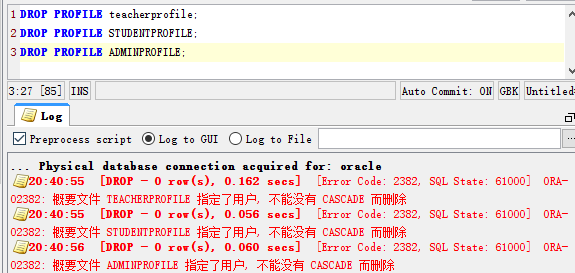 1 DROP PROFILE teacherprofile;
2 DROP PROFILE STUDENTPROFILE;
3 DROP PROFILE ADMINPROFILE;
3:27 [85] INS Auto Commit: ON GBK Untitled*
Log
Preprocess script Log to GUI Log to File ...
... Physical database connection acquired for: oracle
20:40:55 [DROP - 0 row(s), 0.162 secs] [Error Code: 2382, SQL State: 61000] ORA-
02382: 概要文件 TEACHERPROFILE 指定了用户, 不能没有 CASCADE 而删除
20:40:55 [DROP - 0 row(s), 0.056 secs] [Error Code: 2382, SQL State: 61000] ORA-
02382: 概要文件 STUDENTPROFILE 指定了用户, 不能没有 CASCADE 而删除
20:40:56 [DROP - 0 row(s), 0.060 secs] [Error Code: 2382, SQL State: 61000] ORA-
02382: 概要文件 ADMINPROFILE 指定了用户, 不能没有 CASCADE 而删除